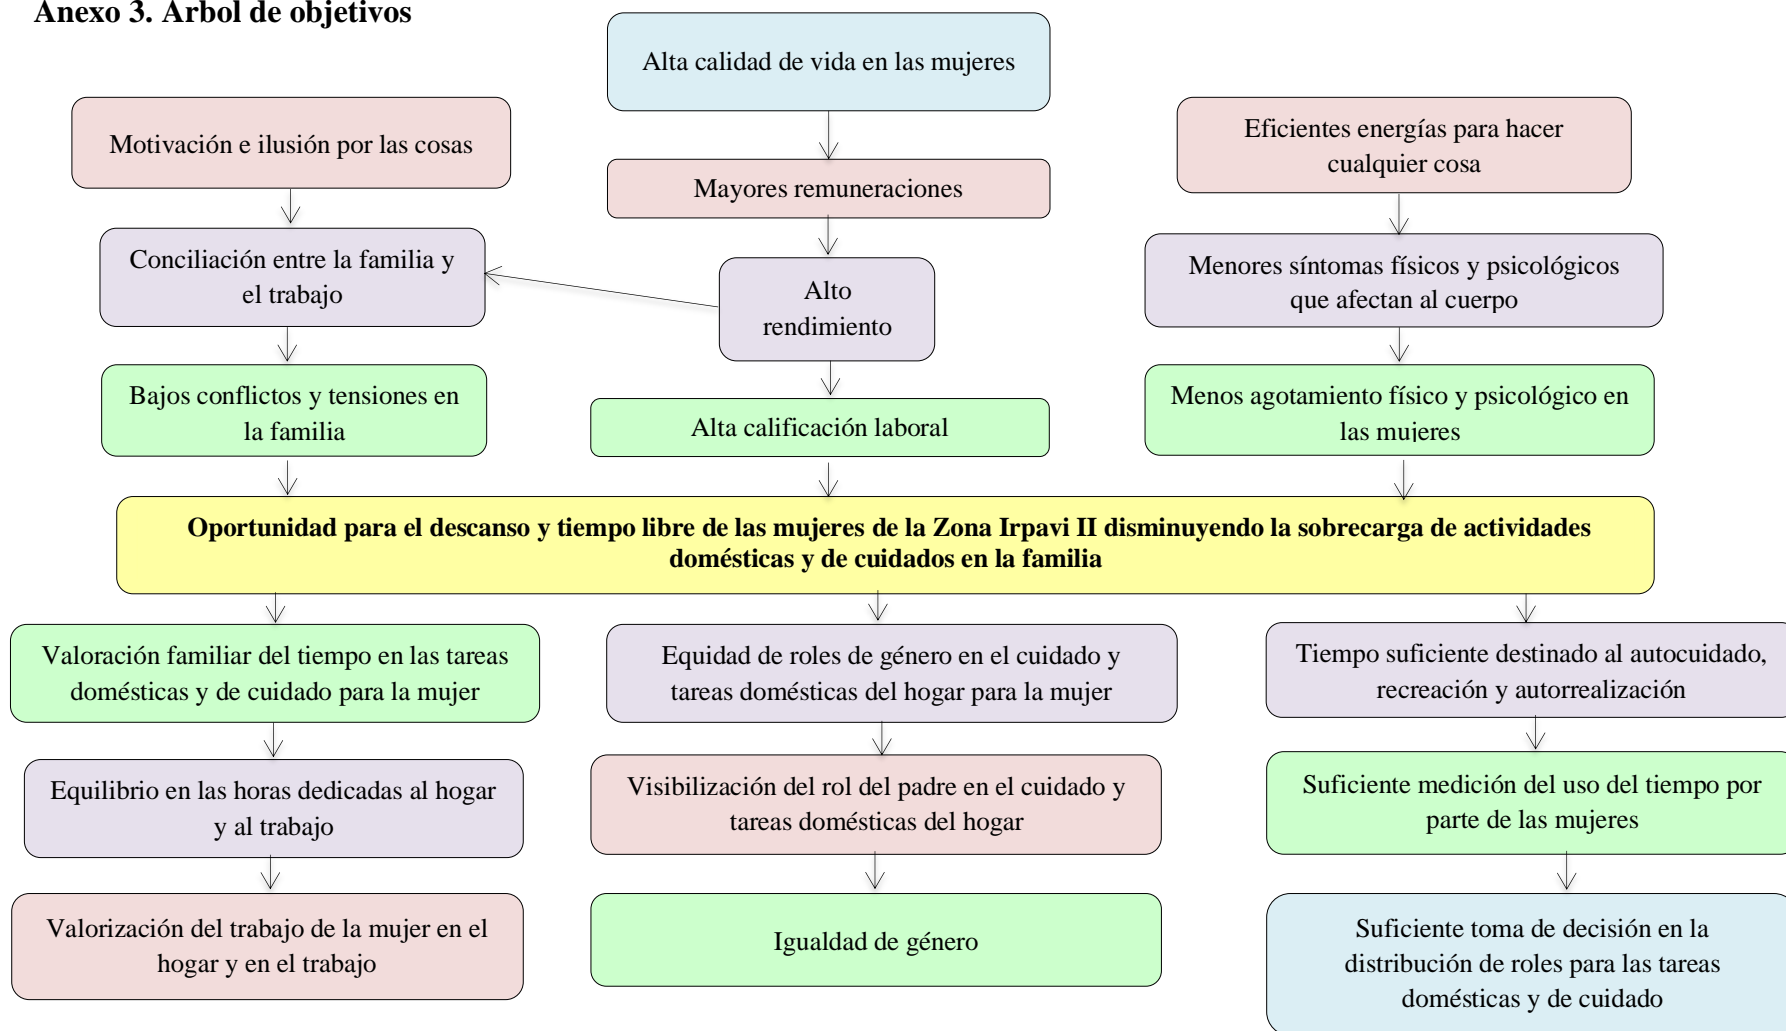 Anexo 3. Árbol de objetivos
Alta calidad de vida en las mujeres
Motivación e ilusión por las cosas
Eficientes energías para hacer
cualquier cosa
Mayores remuneraciones
Conciliación entre la familia y
el trabajo
Alto
rendimiento
Menores síntomas físicos y psicológicos
que afectan al cuerpo
Bajos conflictos y tensiones en
la familia
Alta calificación laboral
Menos agotamiento físico y psicológico en
las mujeres
Oportunidad para el descanso y tiempo libre de las mujeres de la Zona Irpavi II disminuyendo la sobrecarga de actividades
domésticas y de cuidados en la familia
Valoración familiar del tiempo en las tareas
domésticas y de cuidado para la mujer
Equidad de roles de género en el cuidado y
tareas domésticas del hogar para la mujer
Tiempo suficiente destinado al autocuidado,
recreación y autorrealización
Equilibrio en las horas dedicadas al hogar
y al trabajo
Visibilización del rol del padre en el cuidado y
tareas domésticas del hogar
Suficiente medición del uso del tiempo por
parte de las mujeres
Valorización del trabajo de la mujer en el
hogar y en el trabajo
Igualdad de género
Suficiente toma de decisión en la
distribución de roles para las tareas
domésticas y de cuidado